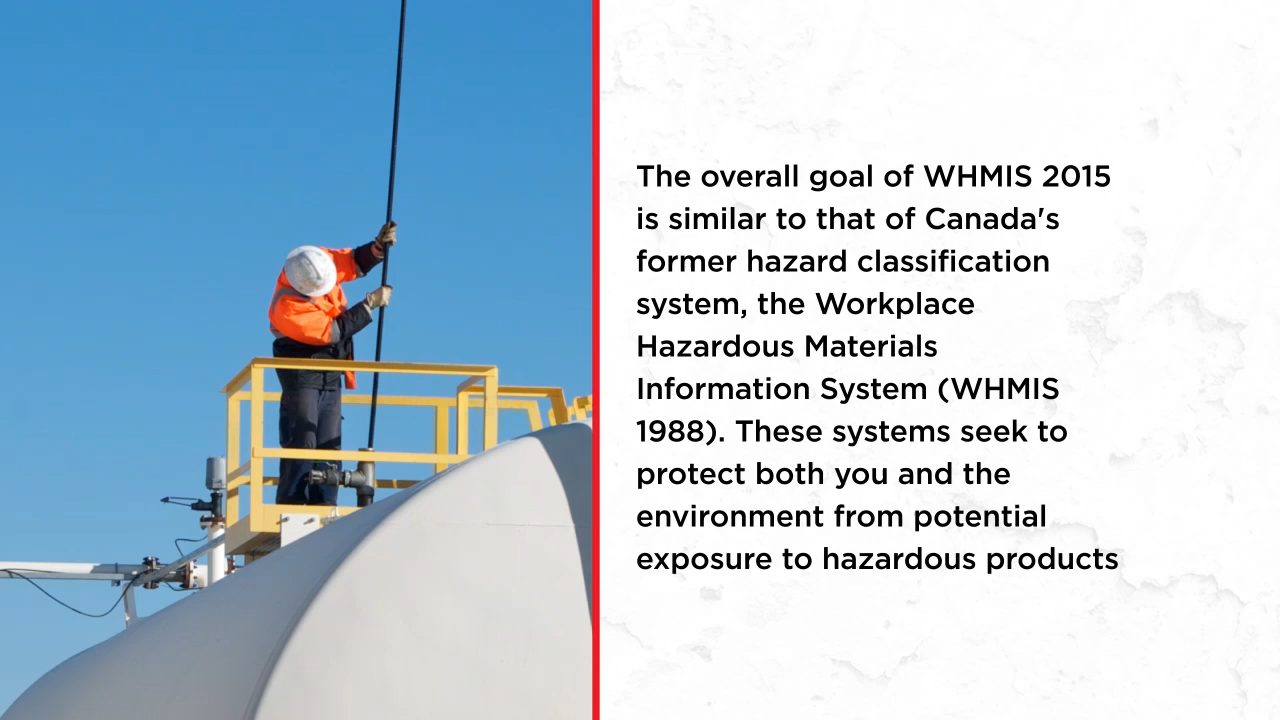 The overall goal of WHMIS 2015
is similar to that of Canada's
former hazard classification
system, the Workplace
Hazardous Materials
Information System (WHMIS
1988). These systems seek to
protect both you and the
environment from potential
exposure to hazardous products